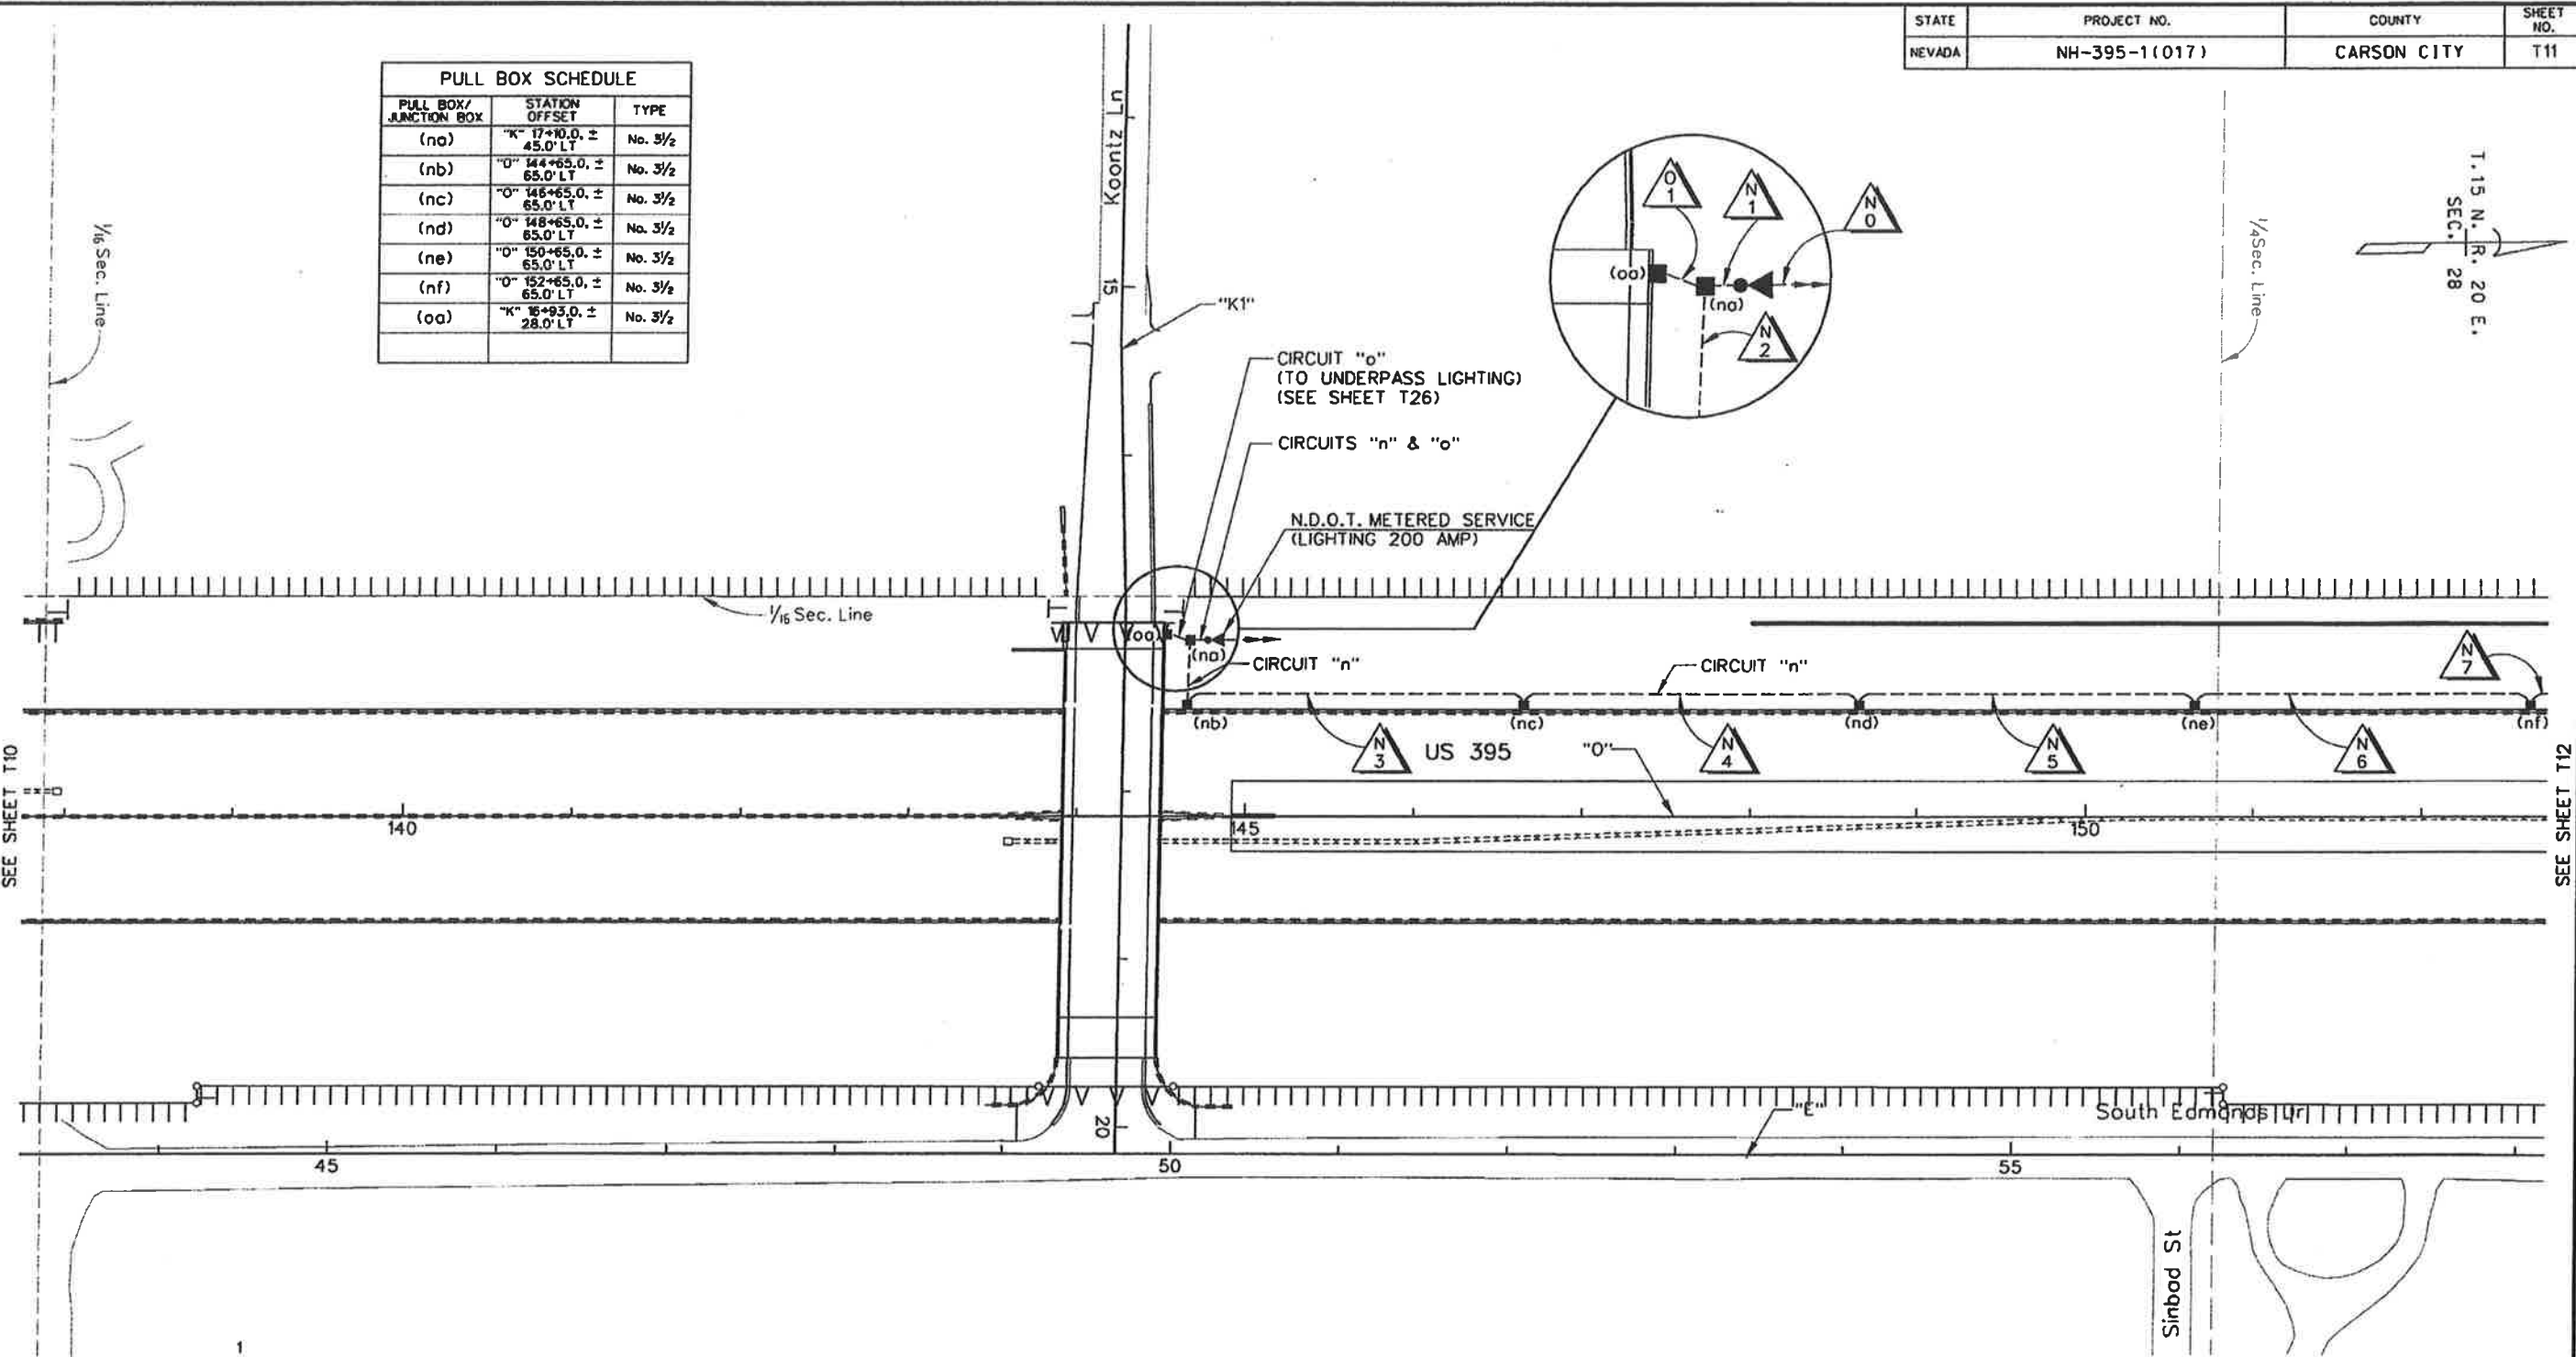 STATE PROJECT NO. COUNTY SHEET NO.
NEVADA NH-395-1(017) CARSON CITY T11
PULL BOX SCHEDULE
PULL BOX/ JUNCTION BOX STATION OFFSET TYPE
(na) "K" 17+10.0, ± 45.0' LT No. 3½
(nb) "O" 144+65.0, ± 65.0' LT No. 3½
(nc) "O" 146+65.0, ± 65.0' LT No. 3½
(nd) "O" 148+65.0, ± 65.0' LT No. 3½
(ne) "O" 150+65.0, ± 65.0' LT No. 3½
(nf) "O" 152+65.0, ± 65.0' LT No. 3½
(oa) "K" 16+93.0, ± 28.0' LT No. 3½
1/16 Sec. Line
Koontz Ln
15
"K1"
O 1
N 1
N 0
(oa)
(na)
N 2
1/4 Sec. Line
T. 15 N. R. 20 E.
SEC. 28
CIRCUIT "o"
(TO UNDERPASS LIGHTING)
(SEE SHEET T26)
CIRCUITS "n" & "o"
N.D.O.T. METERED SERVICE
(LIGHTING 200 AMP)
1/16 Sec. Line
(oa)
(na)
CIRCUIT "n"
CIRCUIT "n"
N 7
(nb)
(nc)
(nd)
(ne)
(nf)
N 3
US 395
"O"
N 4
N 5
N 6
SEE SHEET T10
SEE SHEET T12
140
145
150
20
"E"
South Edmonds Dr
45
50
55
Sinbad St
1